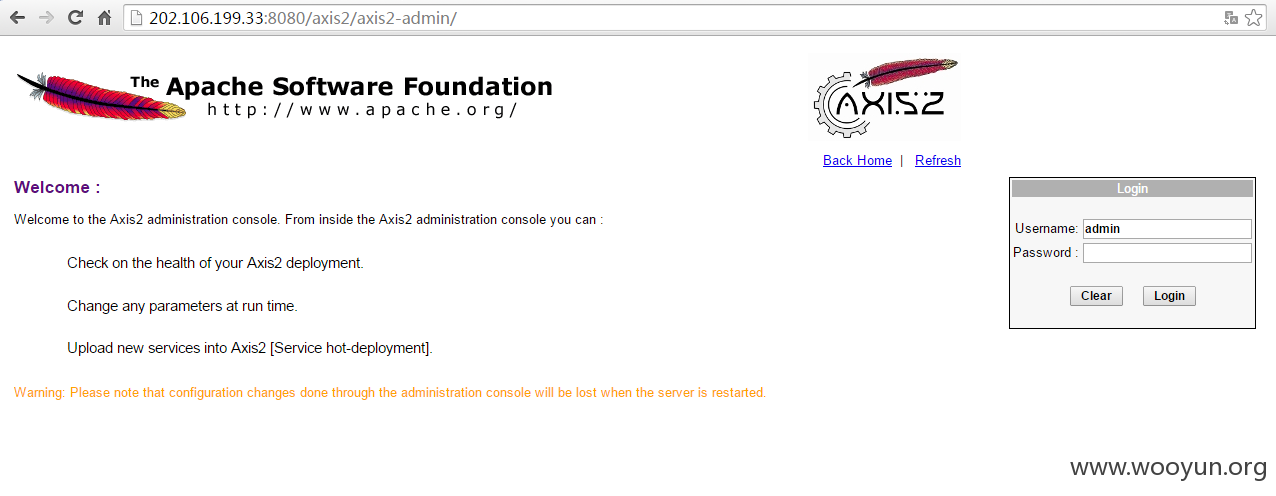 202.106.199.33:8080/axis2/axis2-admin/
The Apache Software Foundation
http://www.apache.org/
AXIS2
Back Home | Refresh
Welcome :
Welcome to the Axis2 administration console. From inside the Axis2 administration console you can :
Check on the health of your Axis2 deployment.
Change any parameters at run time.
Upload new services into Axis2 [Service hot-deployment].
Warning: Please note that configuration changes done through the administration console will be lost when the server is restarted.
Login
Username: admin
Password :
Clear Login
www.wooyun.org